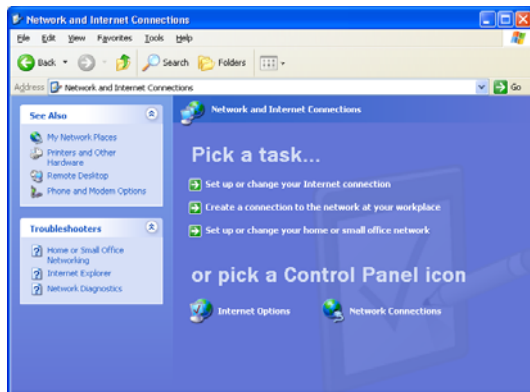 Network and Internet Connections
File Edit View Favorites Tools Help
Back Search Folders
Address Network and Internet Connections Go
See Also
My Network Places
Printers and Other
Hardware
Remote Desktop
Phone and Modem Options
Troubleshooters
Home or Small Office
Networking
Internet Explorer
Network Diagnostics
Network and Internet Connections
Pick a task...
Set up or change your Internet connection
Create a connection to the network at your workplace
Set up or change your home or small office network
or pick a Control Panel icon
Internet Options Network Connections